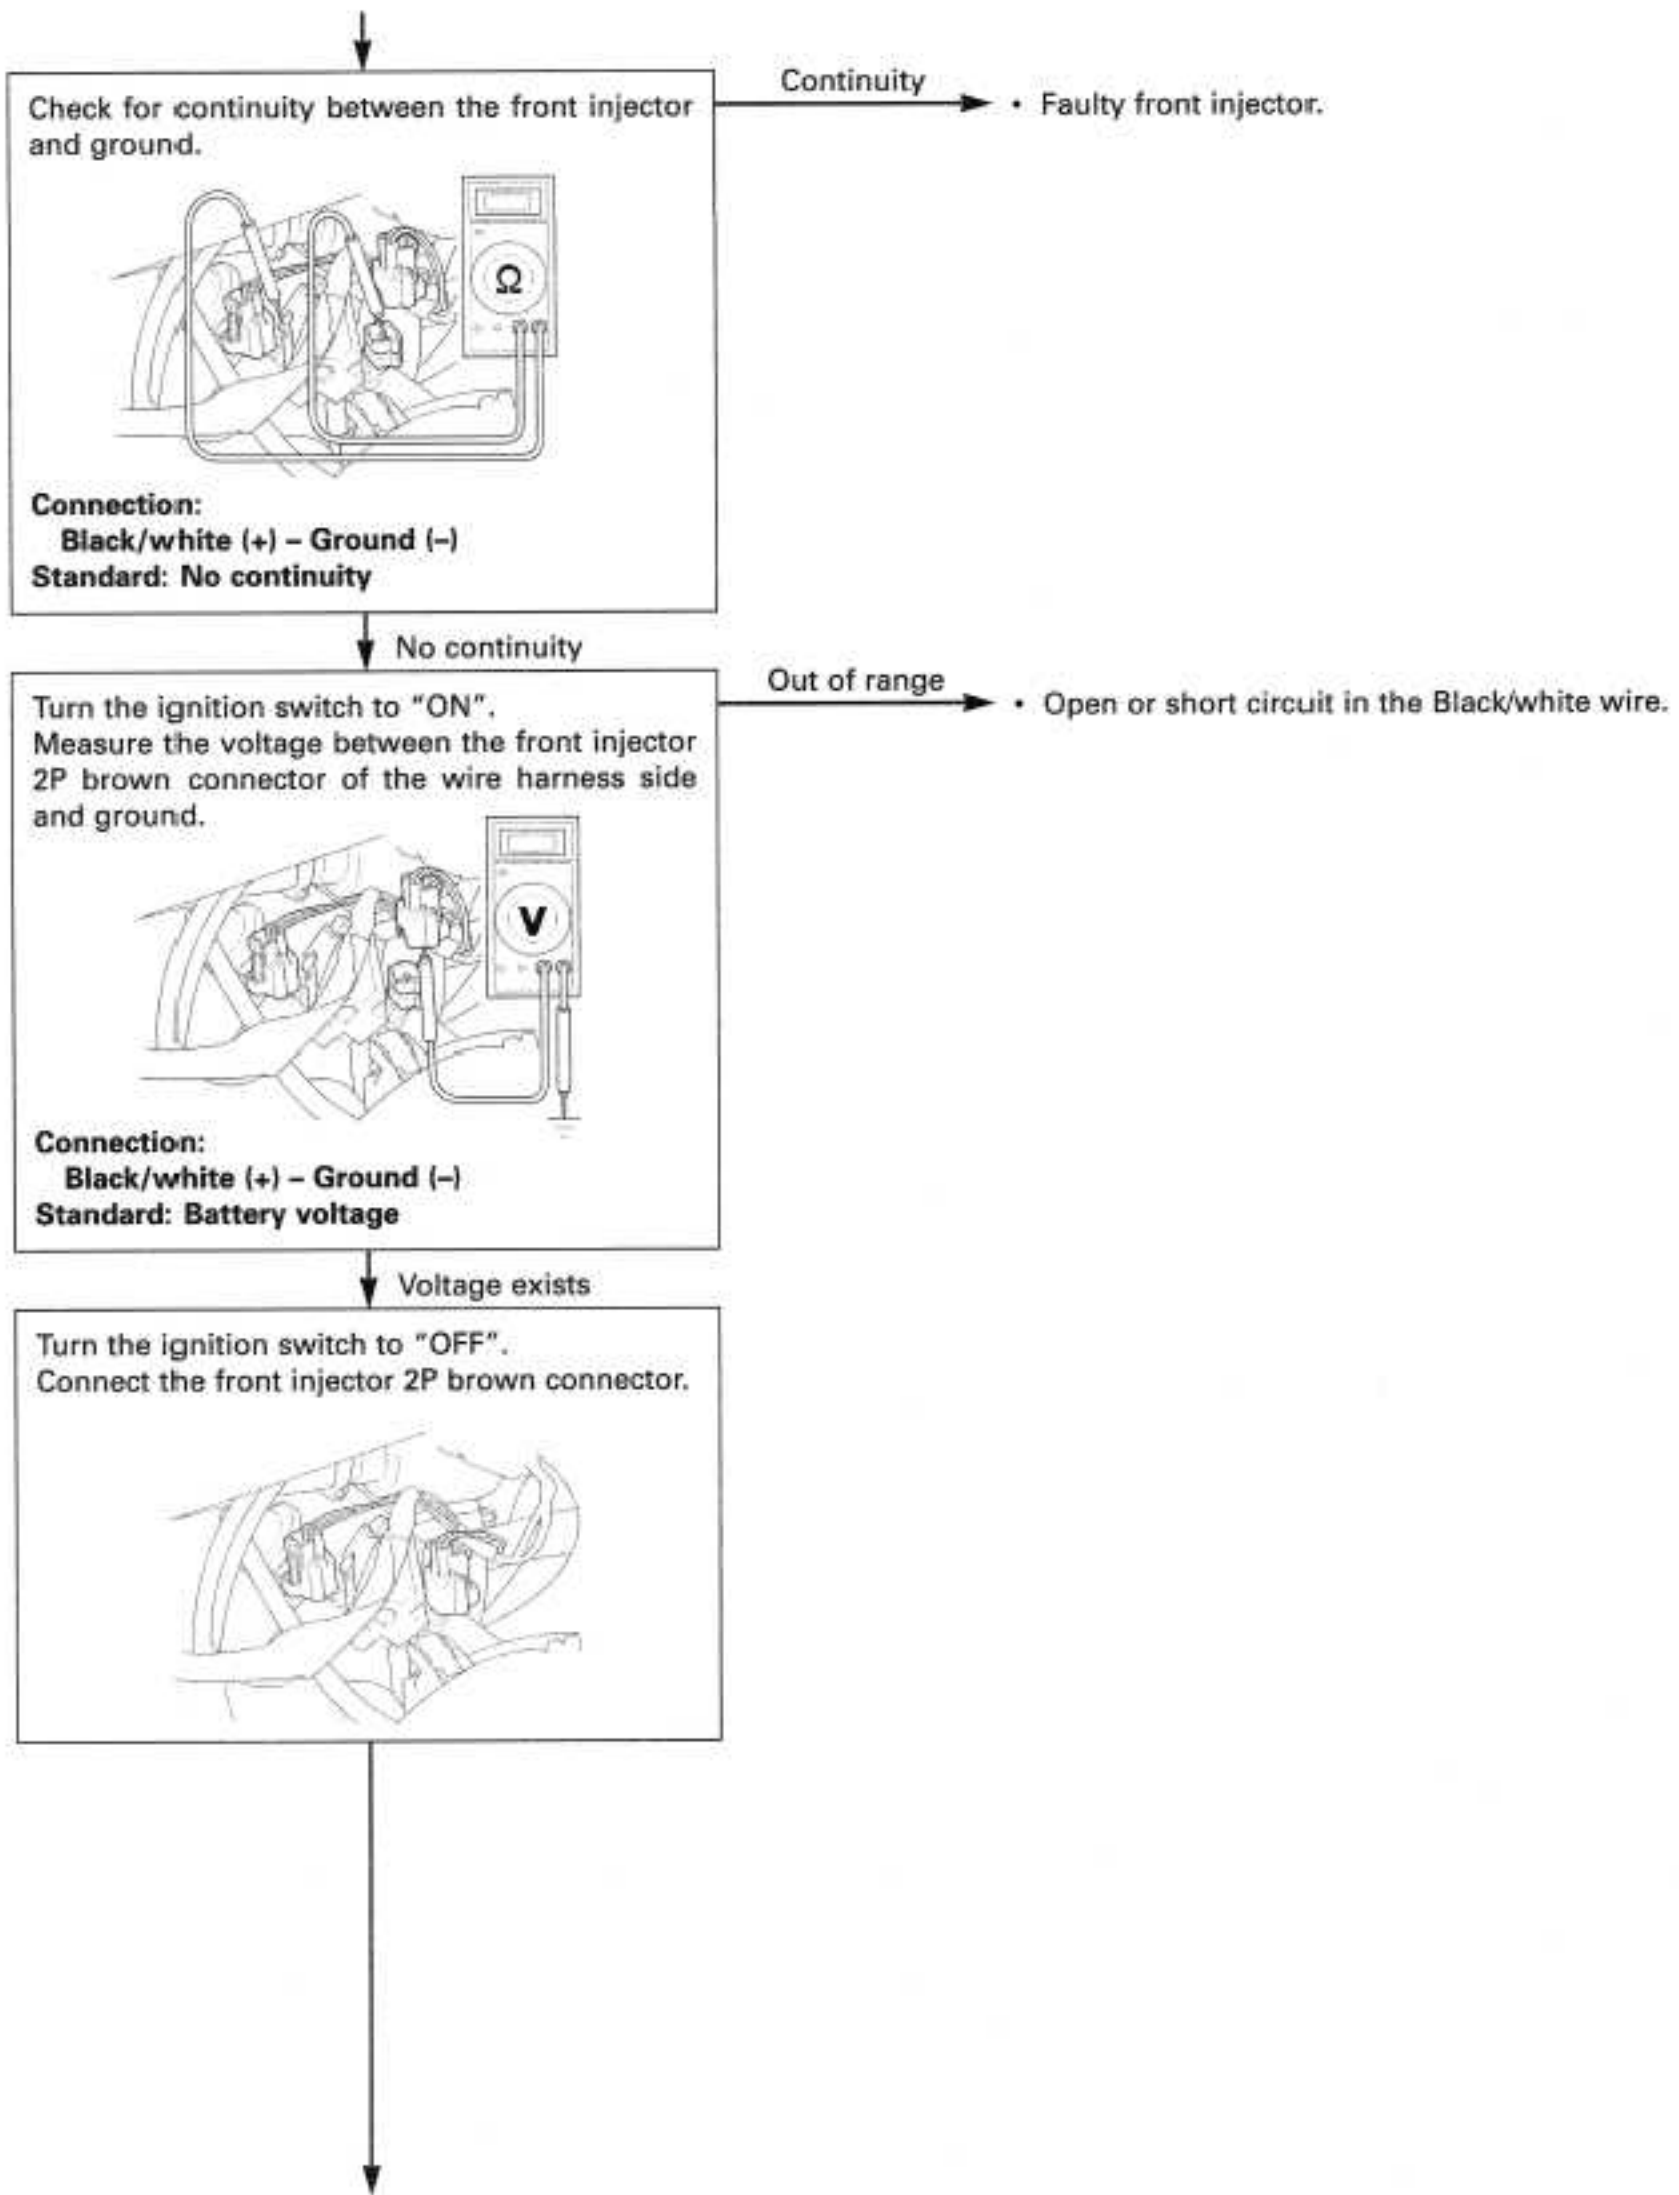 Check for continuity between the front injector
and ground.
Continuity
• Faulty front injector.
Ω
Connection:
Black/white (+) – Ground (–)
Standard: No continuity
No continuity
Turn the ignition switch to “ON”.
Measure the voltage between the front injector
2P brown connector of the wire harness side
and ground.
Out of range
• Open or short circuit in the Black/white wire.
V
Connection:
Black/white (+) – Ground (–)
Standard: Battery voltage
Voltage exists
Turn the ignition switch to “OFF”.
Connect the front injector 2P brown connector.